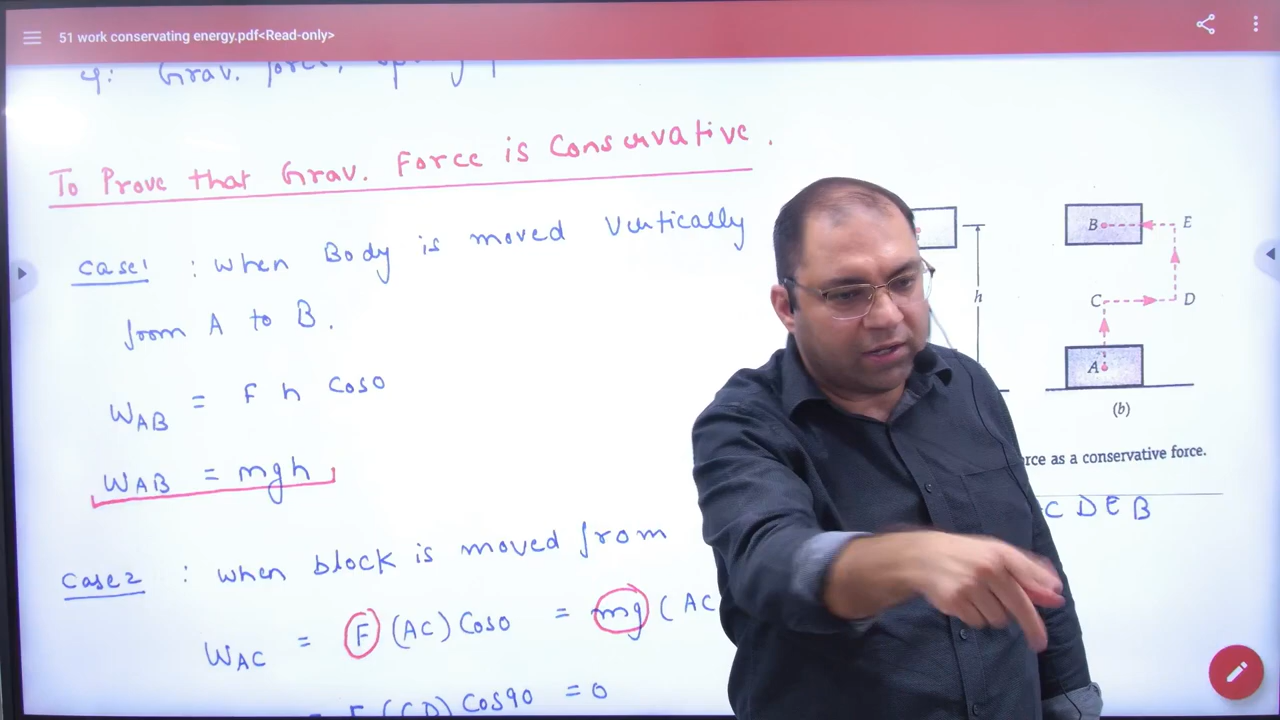 51 work conservating energy.pdf<Read-only>
Grav. force,
To Prove that Grav. Force is Conservative.
Case1 : when Body is moved vertically
from A to B.
WAB = F h Cos0
WAB = mgh
Case2 : when block is moved from
C D E B
WAC = F (AC) Cos0 = mg (AC
= F (CD) Cos90 = 0
h
B E
C D
A
(b)
rce as a conservative force.